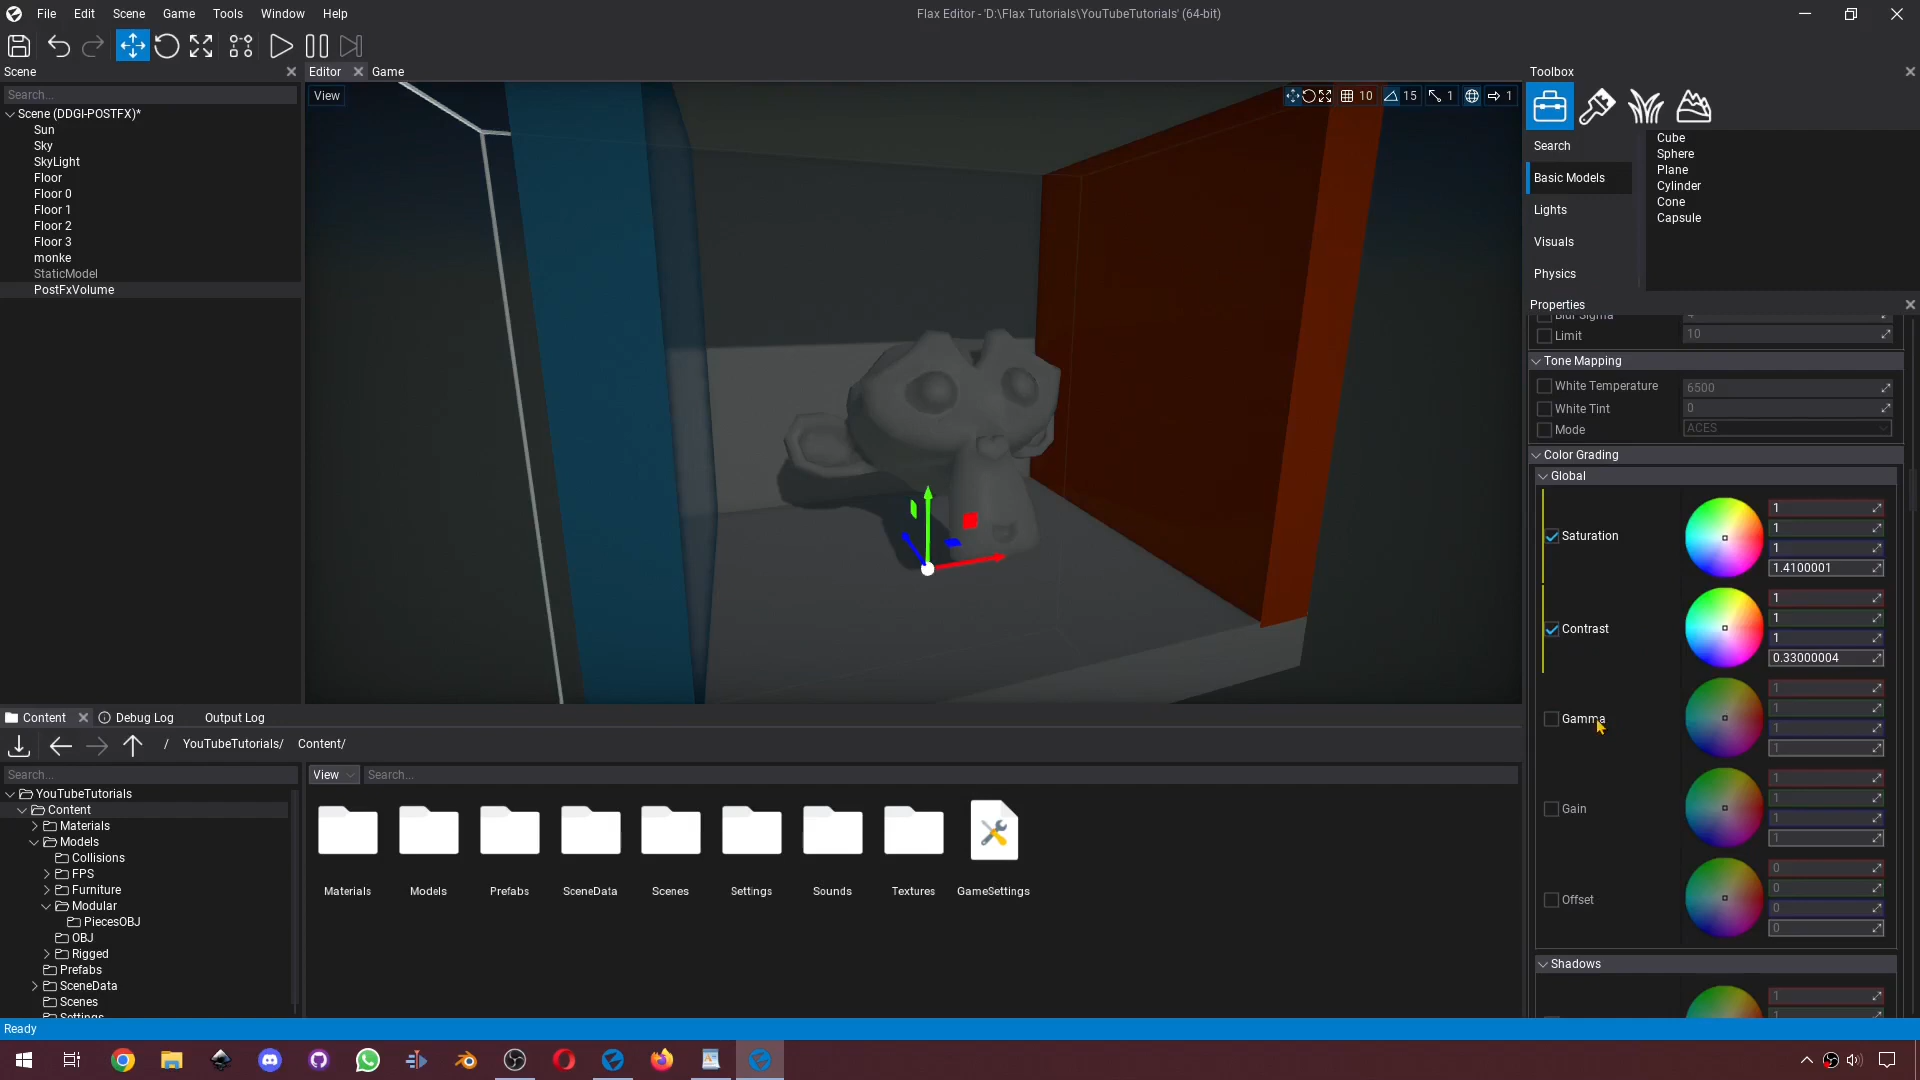 File Edit Scene Game Tools Window Help
Flax Editor - 'D:\Flax Tutorials\YouTubeTutorials' (64-bit)
Scene
Editor
Game
Toolbox
Search...
View
10
15
1
1
Scene (DDGI-POSTFX)*
Sun
Sky
SkyLight
Floor
Floor 0
Floor 1
Floor 2
Floor 3
monke
StaticModel
PostFxVolume
Search
Basic Models
Lights
Visuals
Physics
Cube
Sphere
Plane
Cylinder
Cone
Capsule
Properties
Blur Sigma
Limit 10
Tone Mapping
White Temperature 6500
White Tint 0
Mode ACES
Color Grading
Global
Saturation
1
1
1
1.4100001
Contrast
1
1
1
0.33000004
Gamma
1
1
1
1
Gain
1
1
1
1
Offset
0
0
0
0
Shadows
1
1
Content
Debug Log
Output Log
/ YouTubeTutorials/ Content/
Search...
View
Search...
YouTubeTutorials
Content
Materials
Models
Collisions
FPS
Furniture
Modular
PiecesOBJ
OBJ
Rigged
Prefabs
SceneData
Scenes
Settings
Materials
Models
Prefabs
SceneData
Scenes
Settings
Sounds
Textures
GameSettings
Ready